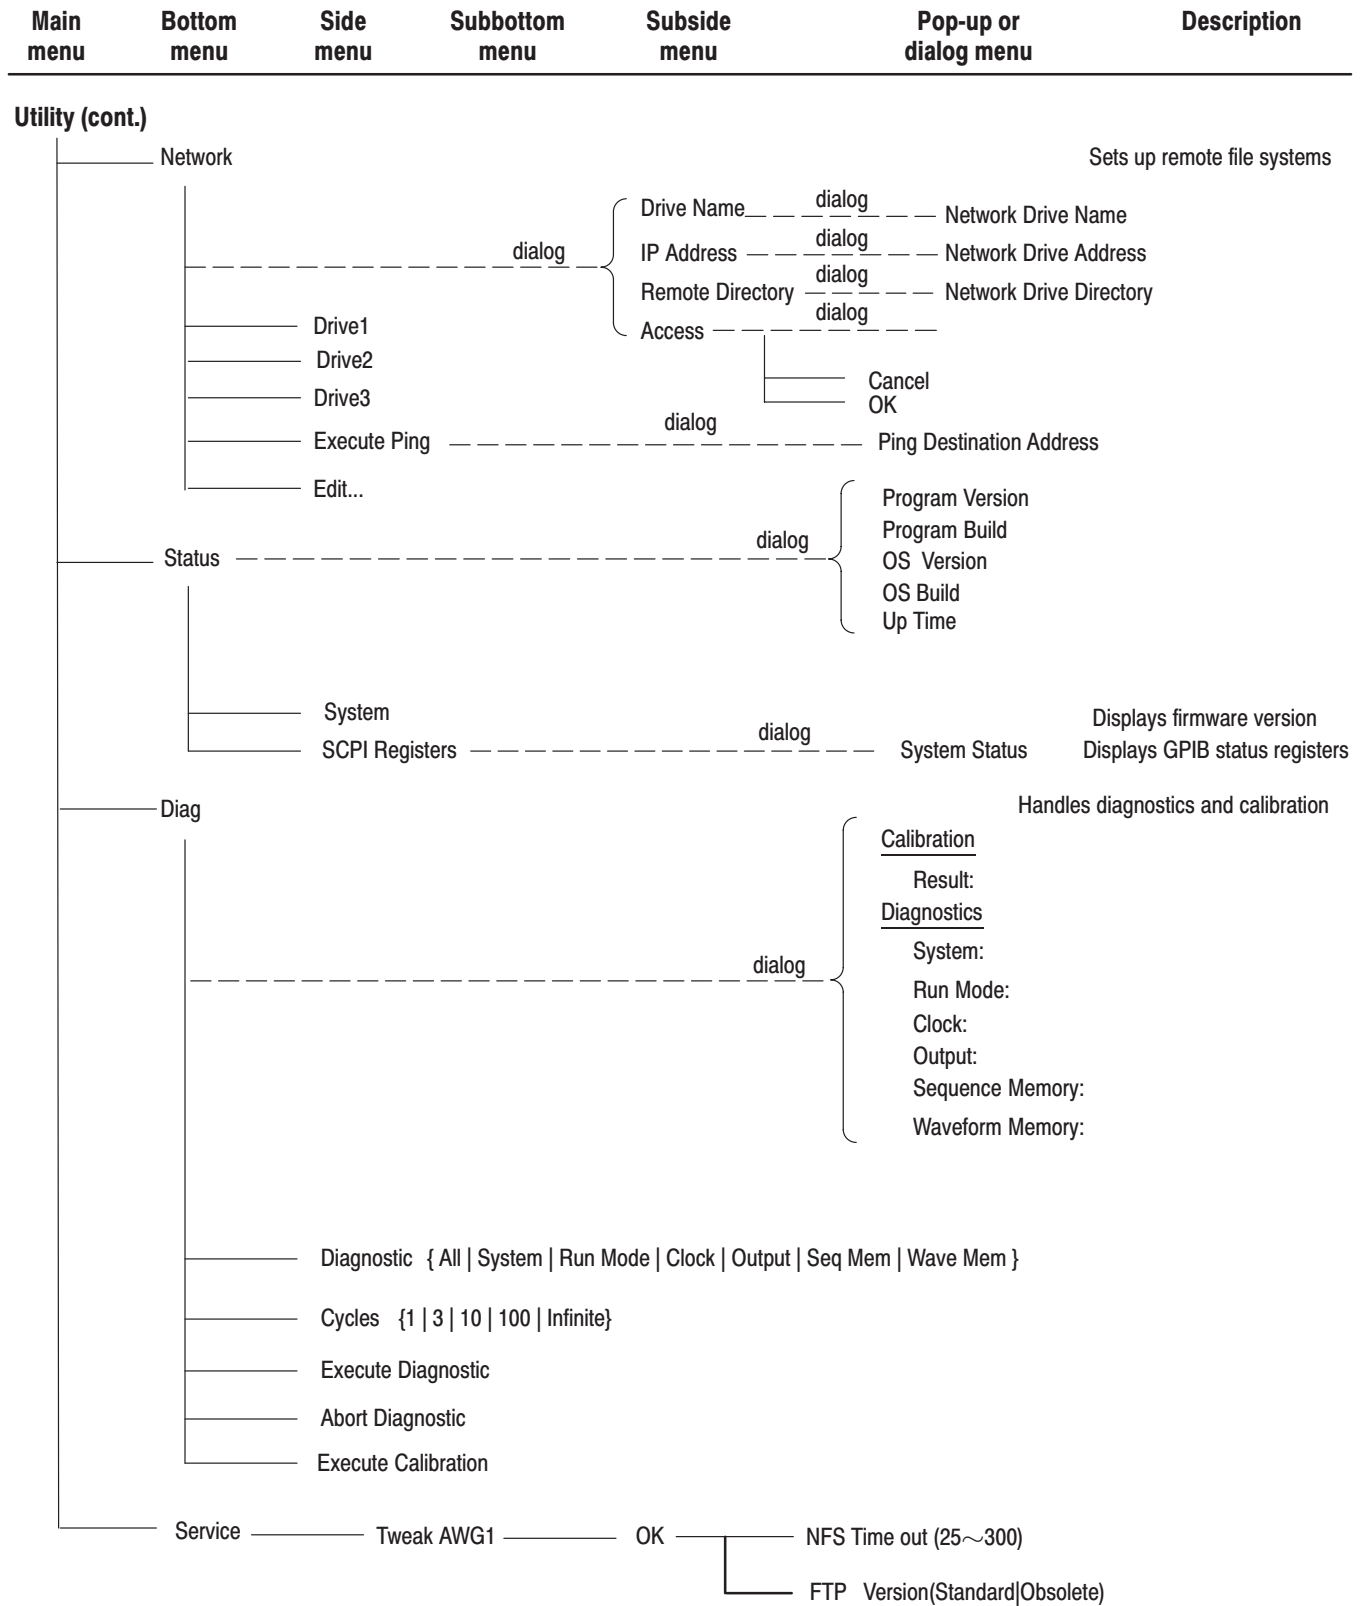 Main menu
Bottom menu
Side menu
Subbottom menu
Subside menu
Pop-up or dialog menu
Description
Utility (cont.)
Network
Sets up remote file systems
dialog
Drive Name
dialog
Network Drive Name
IP Address
dialog
Network Drive Address
Remote Directory
dialog
Network Drive Directory
Access
dialog
Cancel
OK
Drive1
Drive2
Drive3
Execute Ping
dialog
Ping Destination Address
Edit...
Status
dialog
Program Version
Program Build
OS Version
OS Build
Up Time
System
Displays firmware version
SCPI Registers
dialog
System Status
Displays GPIB status registers
Diag
Handles diagnostics and calibration
dialog
Calibration
Result:
Diagnostics
System:
Run Mode:
Clock:
Output:
Sequence Memory:
Waveform Memory:
Diagnostic { All | System | Run Mode | Clock | Output | Seq Mem | Wave Mem }
Cycles {1 | 3 | 10 | 100 | Infinite}
Execute Diagnostic
Abort Diagnostic
Execute Calibration
Service
Tweak AWG1
OK
NFS Time out (25~300)
FTP Version(Standard|Obsolete)